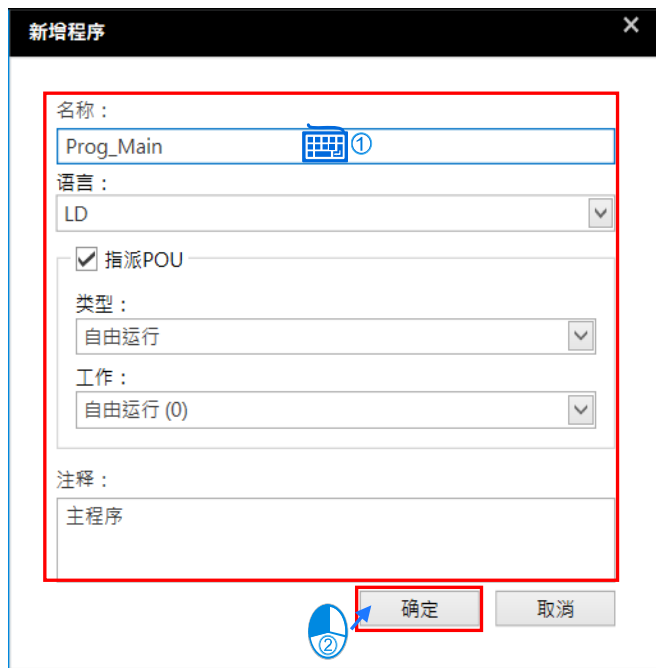 新增程序
名称：
Prog_Main ①
语言：
LD
指派POU
类型：
自由运行
工作：
自由运行 (0)
注释：
主程序
确定 取消
②